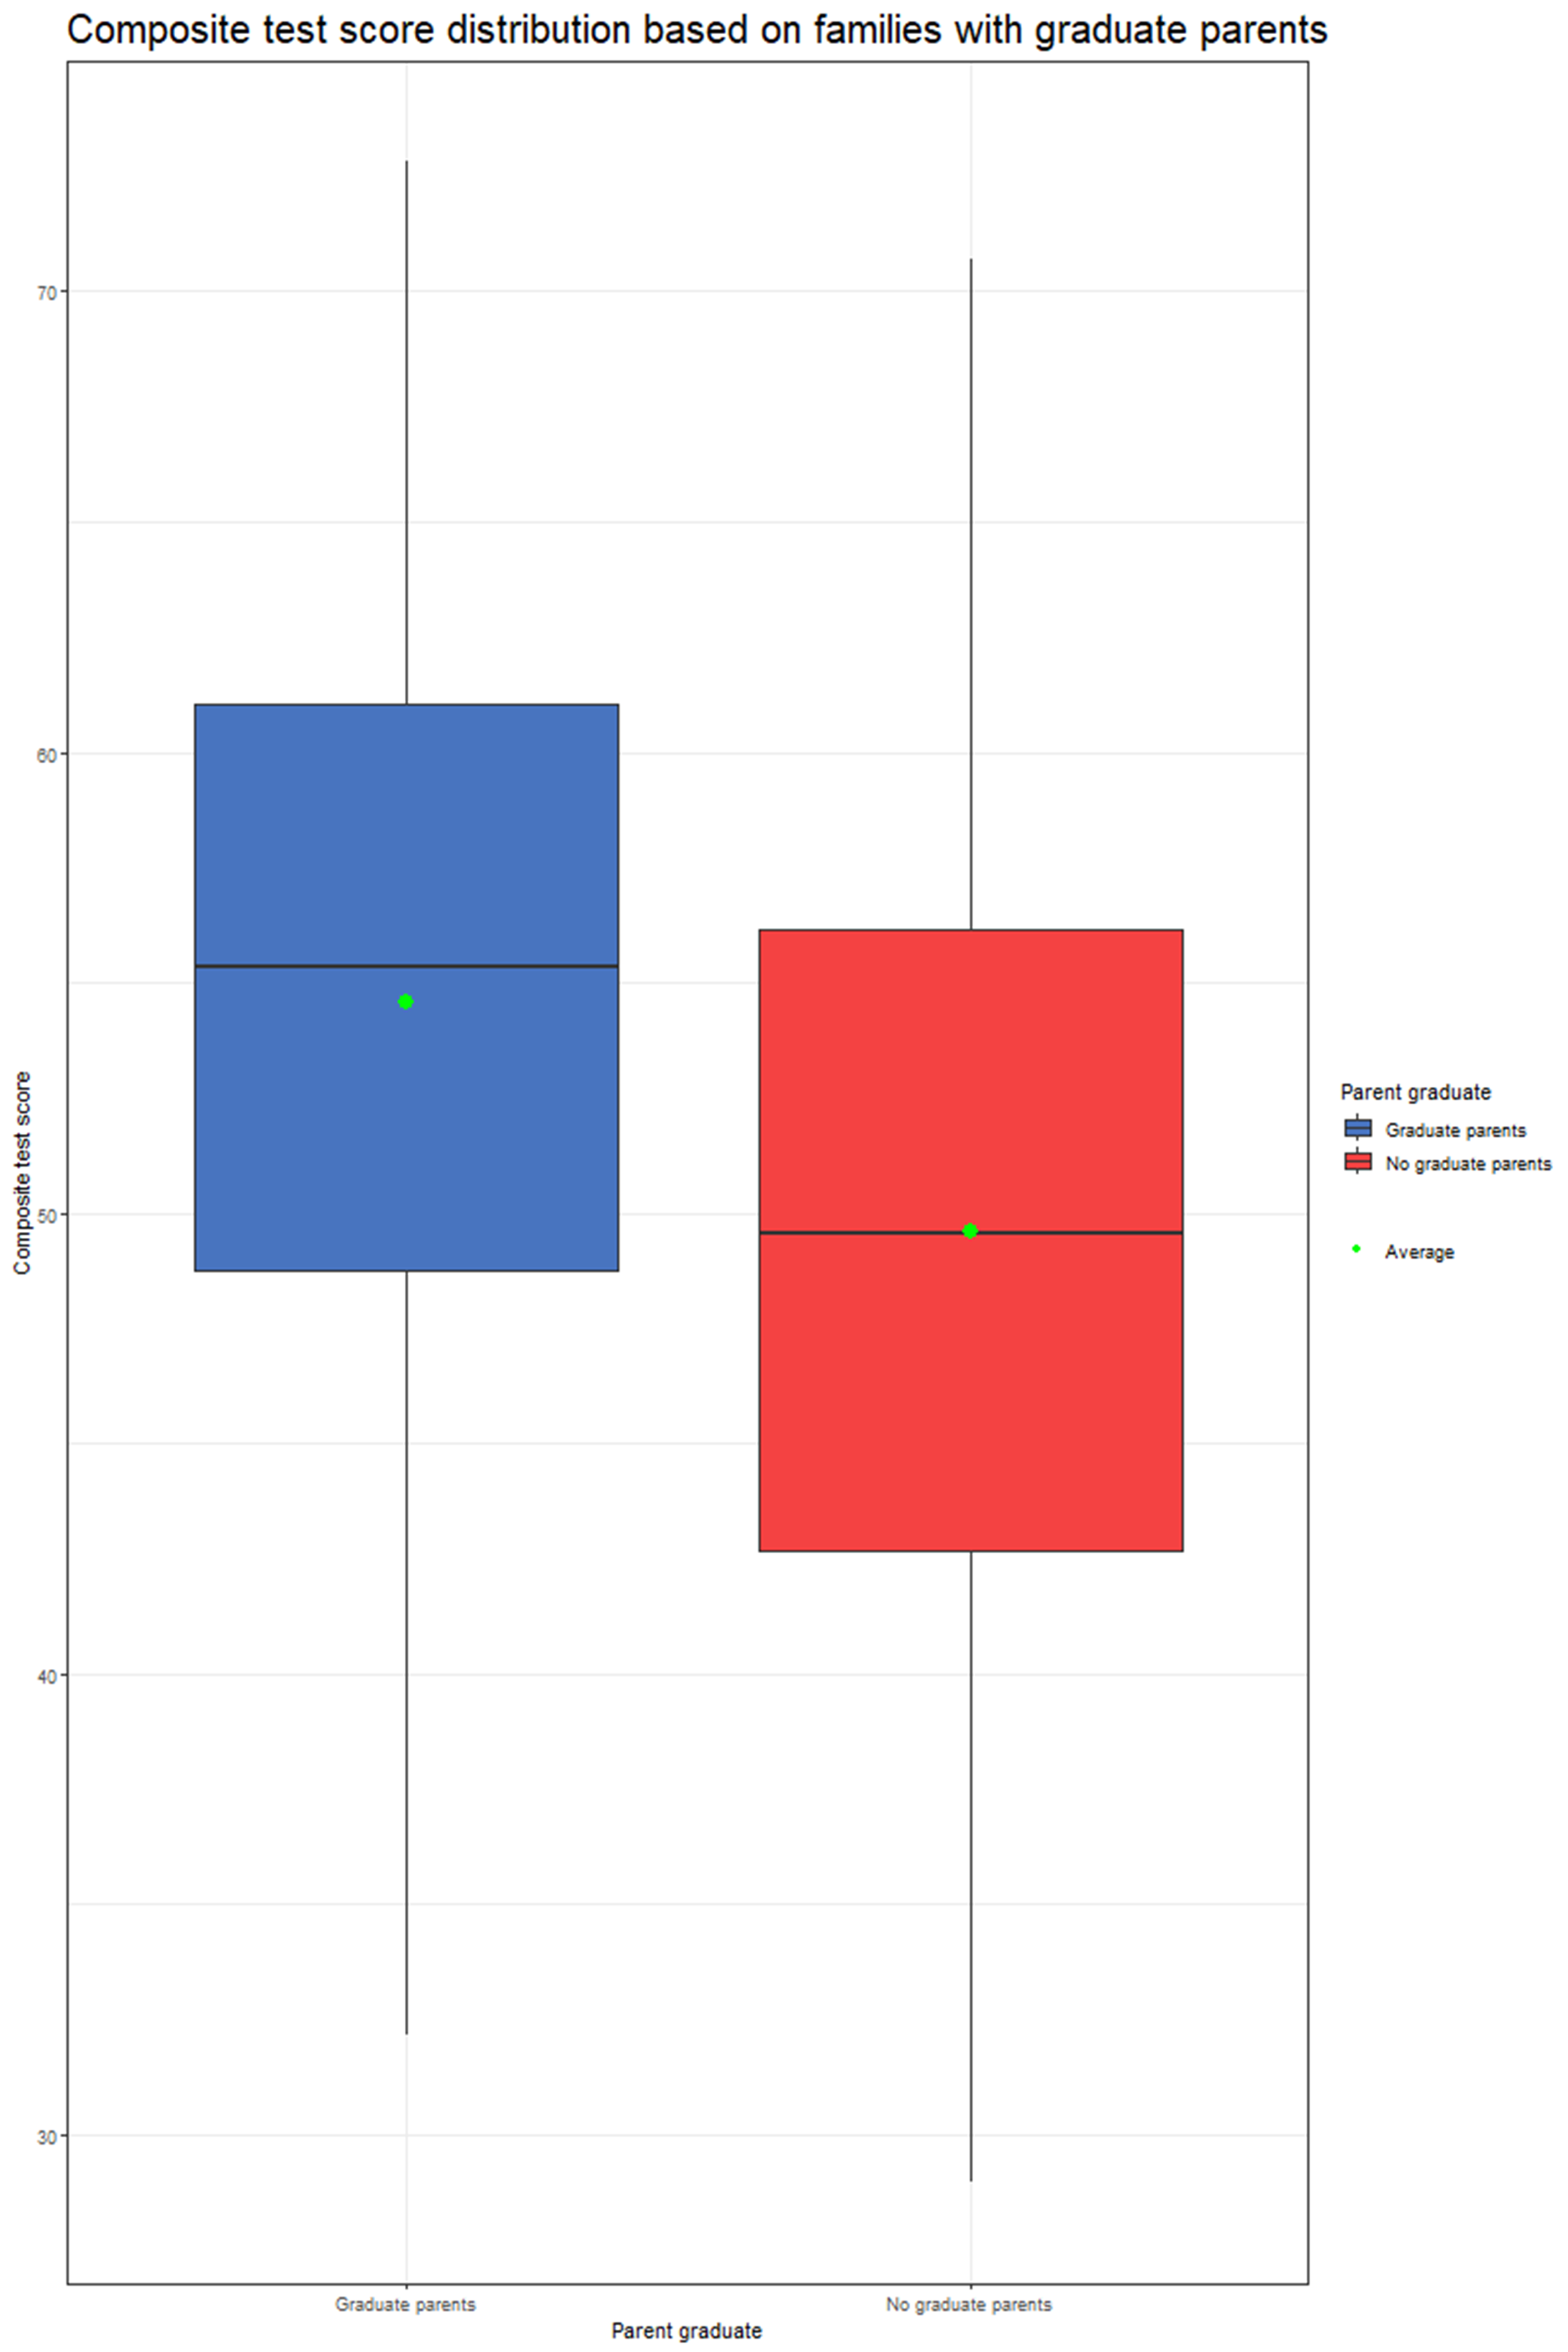 Composite test score distribution based on families with graduate parents
70
60
50
40
30
Composite test score
Graduate parents
No graduate parents
Parent graduate
Parent graduate
Graduate parents
No graduate parents
Average